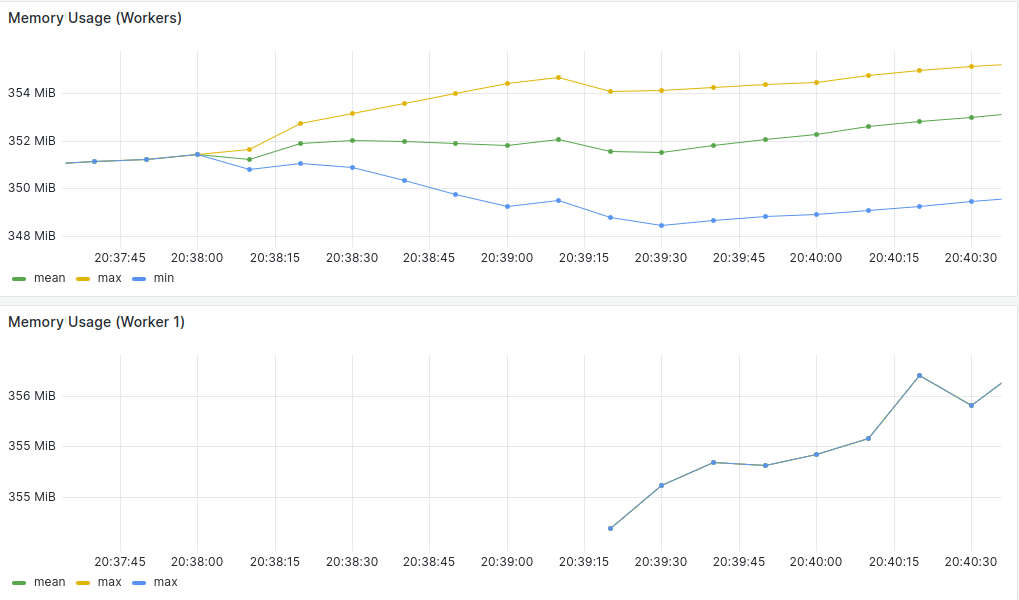 Memory Usage (Workers)
354 MiB
352 MiB
350 MiB
348 MiB
20:37:45 20:38:00 20:38:15 20:38:30 20:38:45 20:39:00 20:39:15 20:39:30 20:39:45 20:40:00 20:40:15 20:40:30
mean max min
Memory Usage (Worker 1)
356 MiB
355 MiB
355 MiB
20:37:45 20:38:00 20:38:15 20:38:30 20:38:45 20:39:00 20:39:15 20:39:30 20:39:45 20:40:00 20:40:15 20:40:30
mean max max